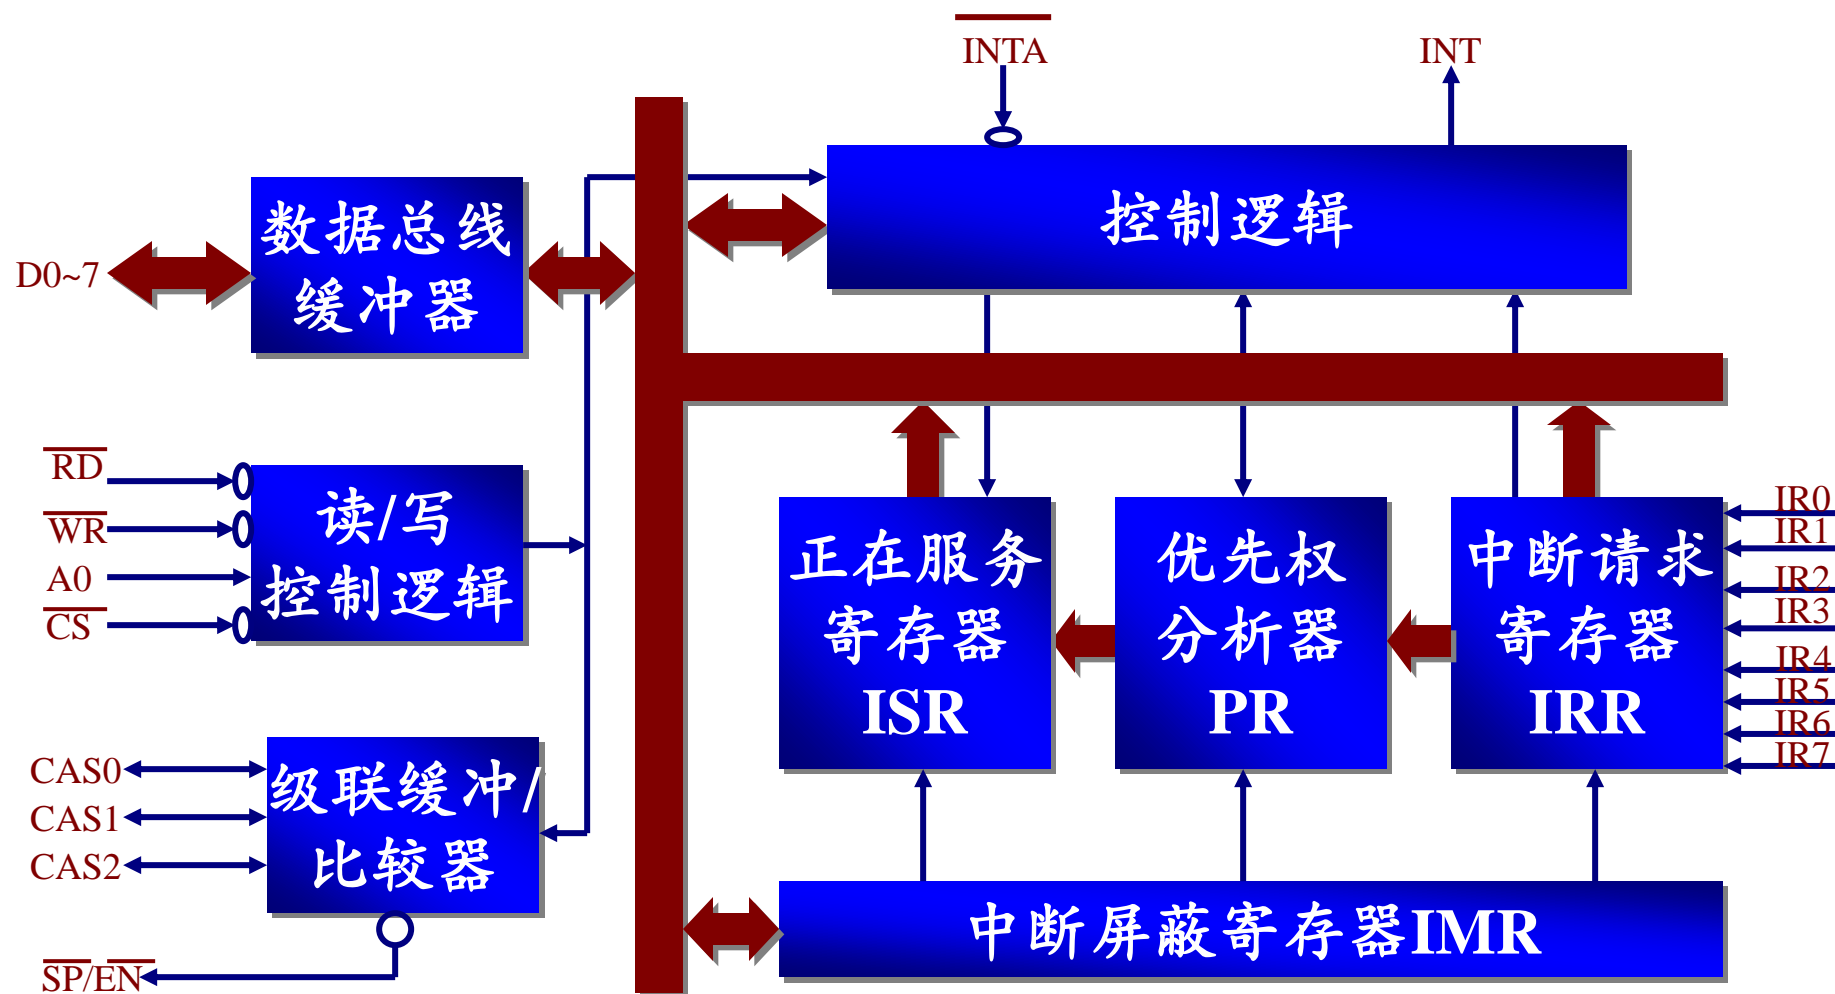 INTA
INT
控制逻辑
数据总线
缓冲器
D0~7
RD
WR
A0
CS
读/写
控制逻辑
正在服务
寄存器
ISR
优先权
分析器
PR
中断请求
寄存器
IRR
IR0
IR1
IR2
IR3
IR4
IR5
IR6
IR7
CAS0
CAS1
CAS2
级联缓冲/
比较器
SP/EN
中断屏蔽寄存器IMR